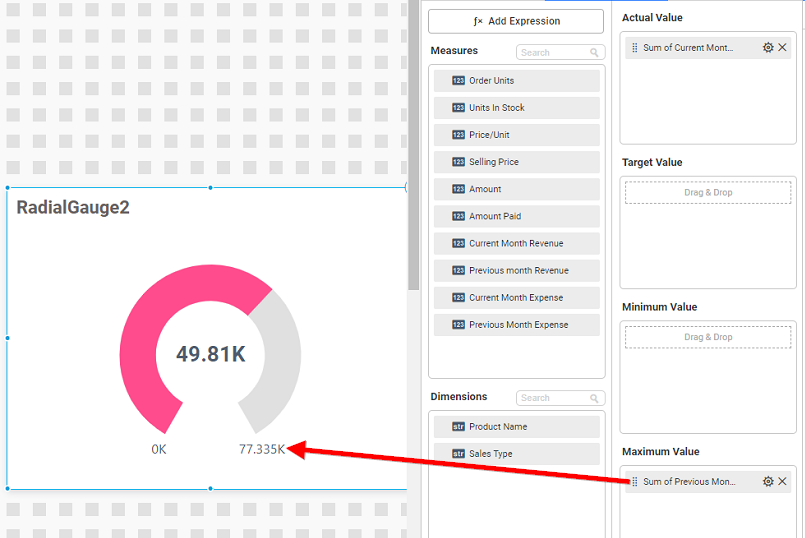 RadialGauge2
49.81K
0K
77.335K
ƒ× Add Expression
Measures
Search
123 Order Units
123 Units In Stock
123 Price/Unit
123 Selling Price
123 Amount
123 Amount Paid
123 Current Month Revenue
123 Previous month Revenue
123 Current Month Expense
123 Previous Month Expense
Dimensions
Search
str Product Name
str Sales Type
Actual Value
Sum of Current Mont...
Target Value
Drag & Drop
Minimum Value
Drag & Drop
Maximum Value
Sum of Previous Mon...